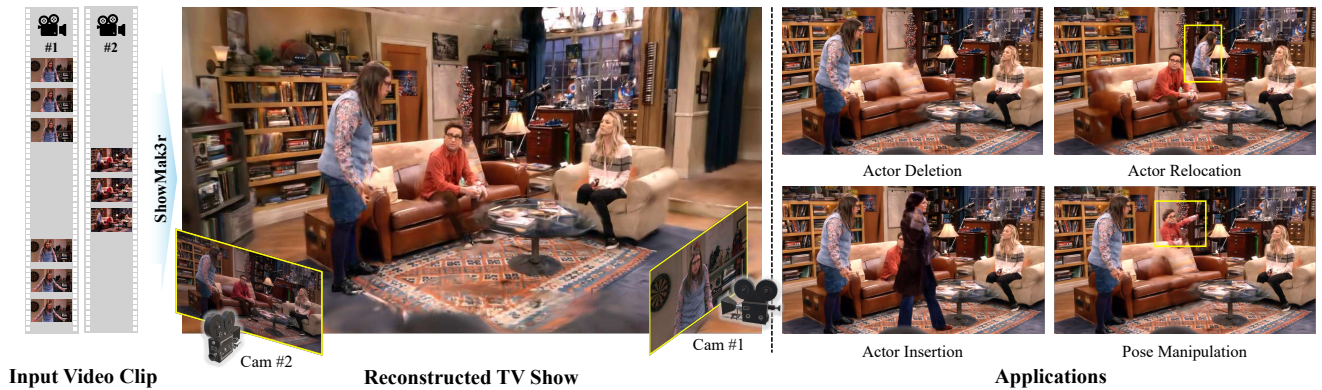 #1
#2
ShowMak3r
Cam #2
Cam #1
Actor Deletion
Actor Relocation
Actor Insertion
Pose Manipulation
Input Video Clip
Reconstructed TV Show
Applications